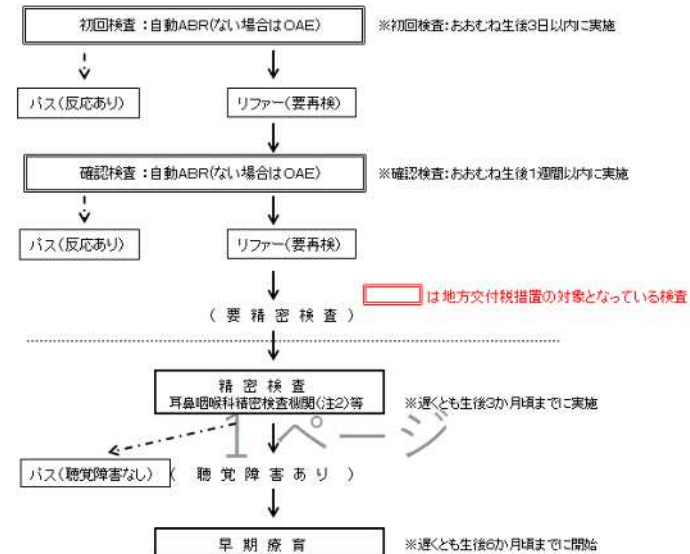 初回検査：自動ABR(ない場合はOAE) ※初回検査：おおむね生後3日以内に実施
パス(反応あり) リファー(要再検)
確認検査：自動ABR(ない場合はOAE) ※確認検査：おおむね生後1週間以内に実施
パス(反応あり) リファー(要再検)
は地方交付税措置の対象となっている検査
(要精密検査)
精密検査
耳鼻咽喉科精密検査機関(注2)等 ※遅くとも生後3か月頃までに実施
1 ページ
パス(聴覚障害なし) (聴覚障害あり)
早期療育 ※遅くとも生後6か月頃までに開始